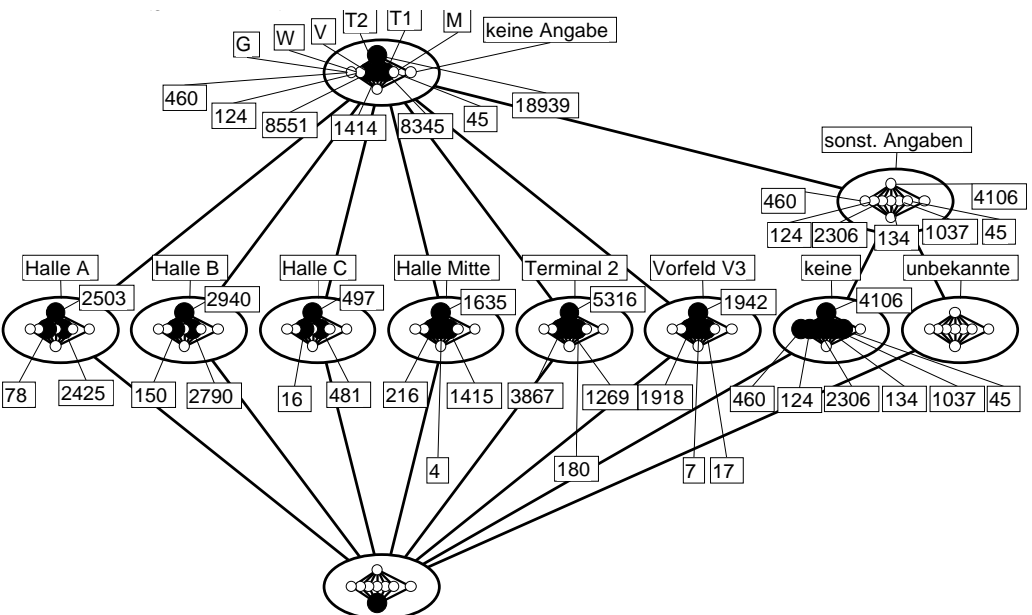 G W V T2 T1 M keine Angabe
460 124 8551 1414 8345 45 18939
sonst. Angaben
460 4106
124 2306 134 1037 45
Halle A Halle B Halle C Halle Mitte Terminal 2 Vorfeld V3 keine unbekannte
2503 2940 497 1635 5316 1942 4106
78 2425 150 2790 16 481 216 1415 3867 1269 1918 460 124 2306 134 1037 45
4 180 7 17